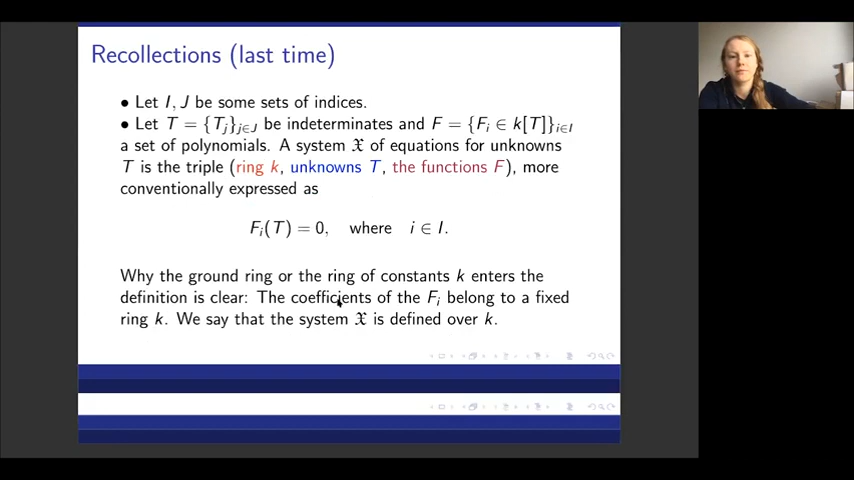 Recollections (last time)
• Let I, J be some sets of indices.
• Let T = {T_j}_{j∈J} be indeterminates and F = {F_i ∈ k[T]}_{i∈I}
a set of polynomials. A system 𝔛 of equations for unknowns
T is the triple (ring k, unknowns T, the functions F), more
conventionally expressed as
F_i(T) = 0, where i ∈ I.
Why the ground ring or the ring of constants k enters the
definition is clear: The coefficients of the F_i belong to a fixed
ring k. We say that the system 𝔛 is defined over k.